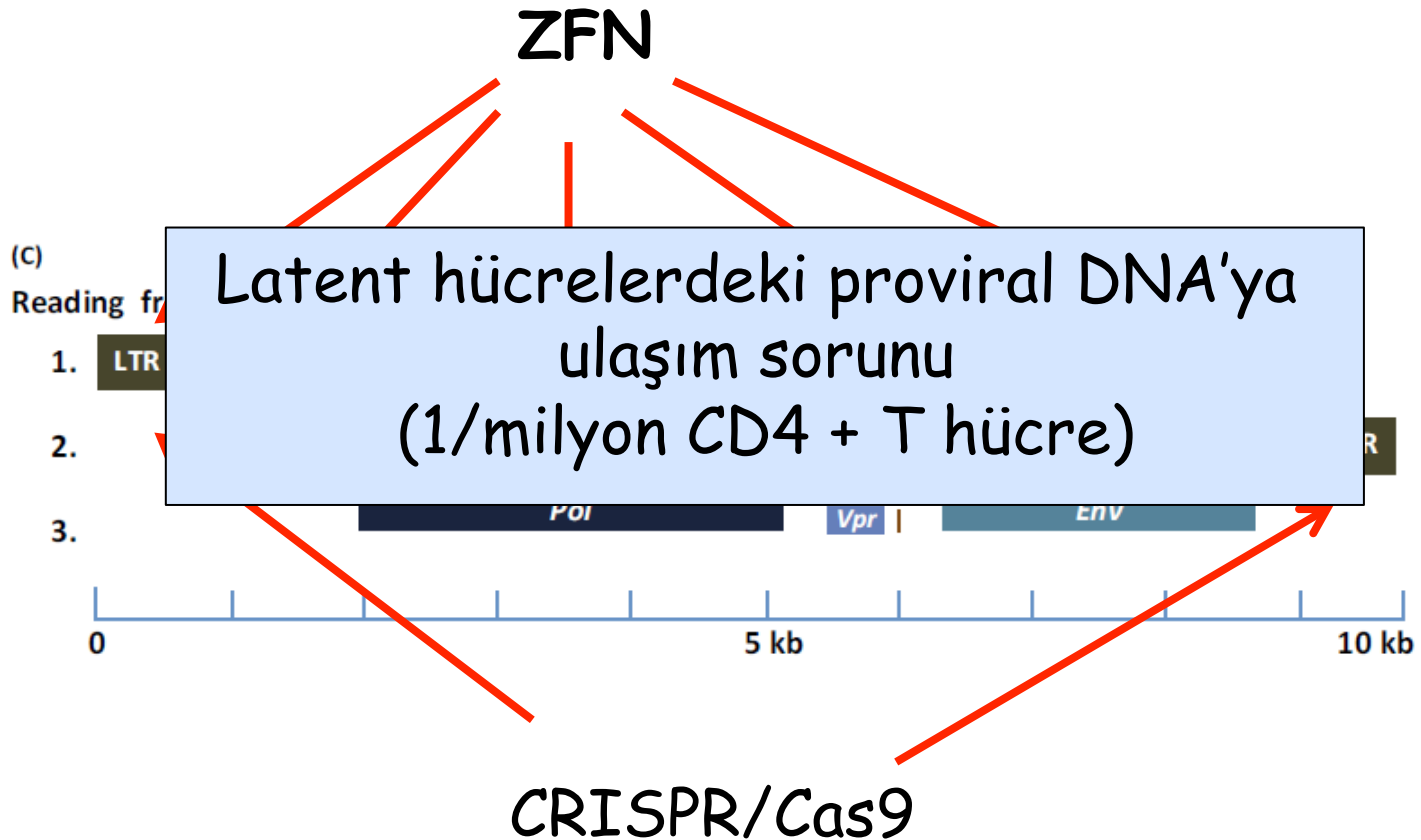 ZFN
(C)
Reading fr
Latent hücrelerdeki proviral DNA’ya
ulaşım sorunu
(1/milyon CD4 + T hücre)
1. LTR
2. R
3. Pol Vpr Env
0 5 kb 10 kb
CRISPR/Cas9